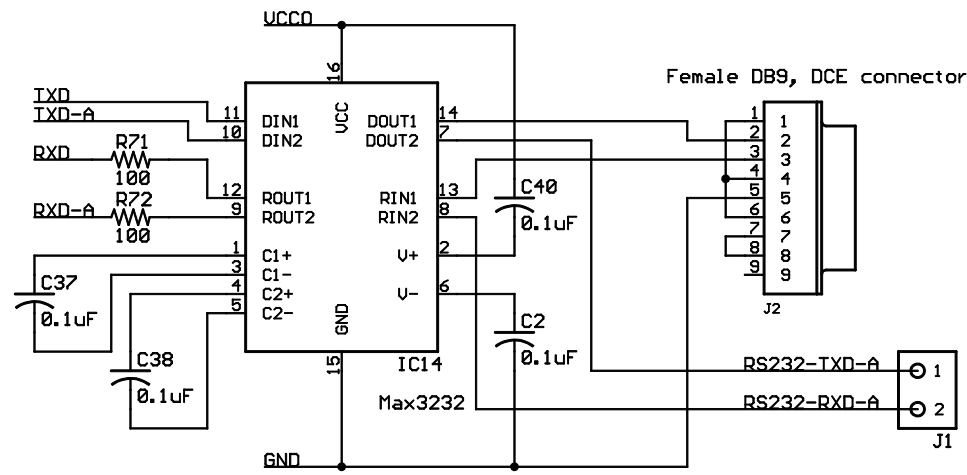 VCCO
16
Female DB9, DCE connector
TXD
TXD-A
11 DIN1 VCC DOUT1 14
10 DIN2 DOUT2 7
RXD R71 100
12 ROUT1 RIN1 13
RXD-A R72 100
9 ROUT2 RIN2 8
C40
0.1uF
1 C1+ V+ 2
3 C1-
4 C2+ V- 6
5 C2-
GND
15
C37
0.1uF
C38
0.1uF
C2
0.1uF
IC14
Max3232
1 1
2 2
3 3
4 4
5 5
6 6
7 7
8 8
9 9
J2
RS232-TXD-A 1
RS232-RXD-A 2
J1
GND